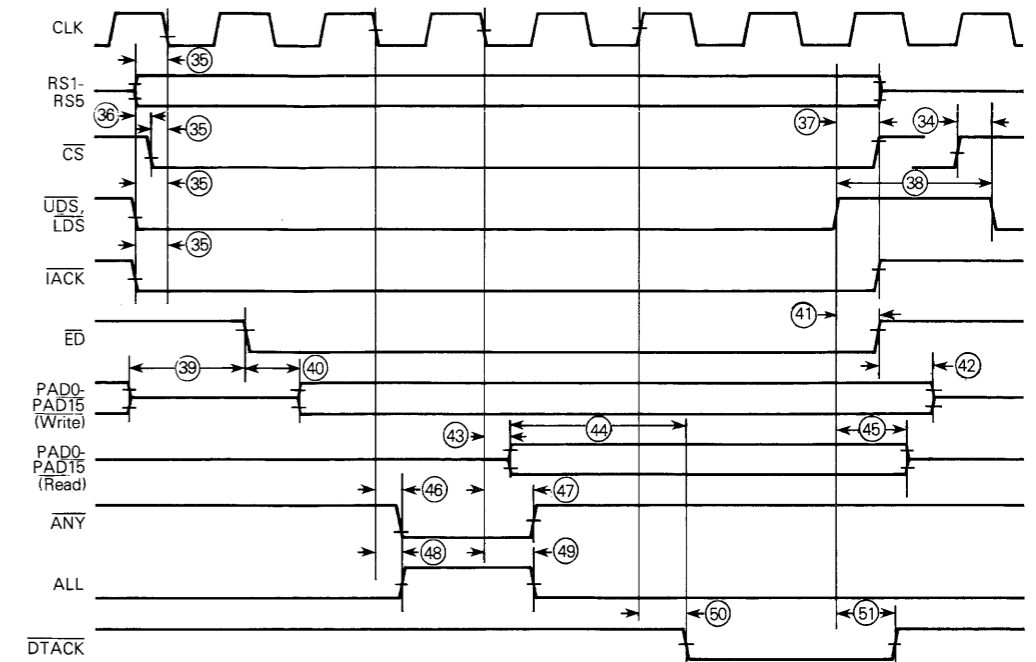 CLK
35
RS1-
RS5
36
35
37
34
CS
35
38
UDS,
LDS
35
IACK
41
ED
39
40
42
PAD0-
PAD15
(Write)
43
44
45
PAD0-
PAD15
(Read)
46
47
ANY
48
49
ALL
50
51
DTACK